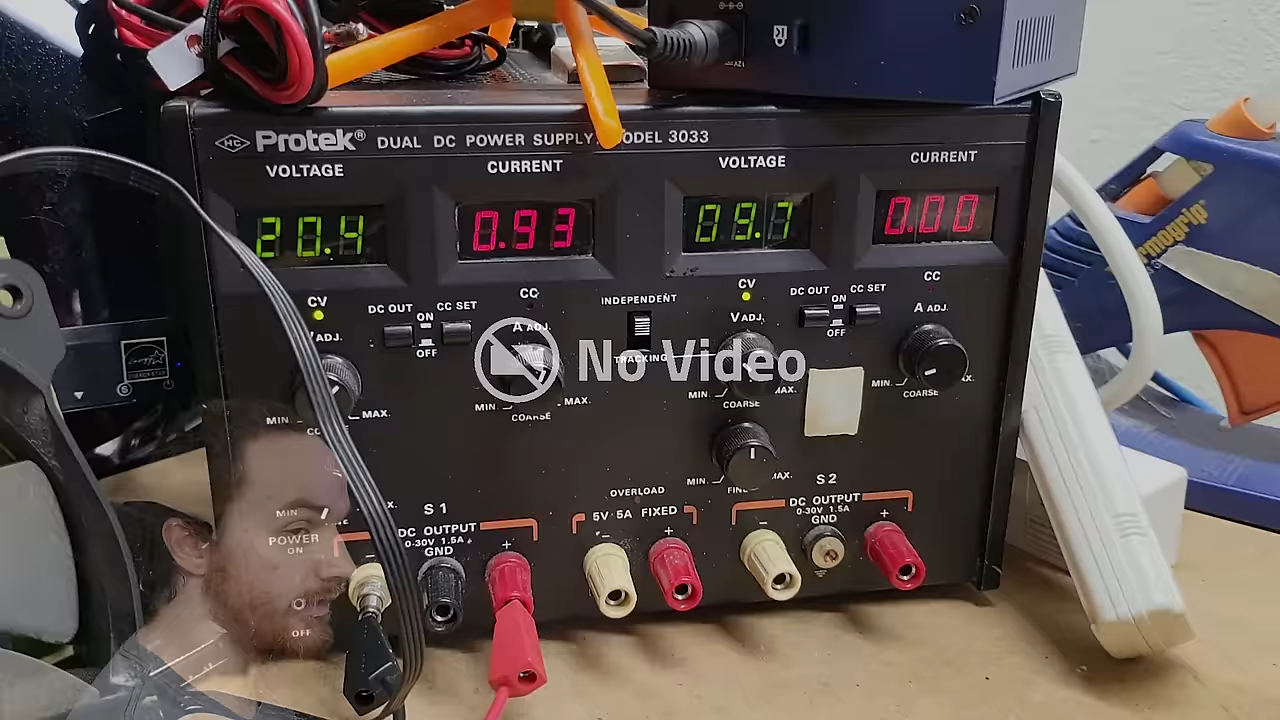 HC Protek® DUAL DC POWER SUPPLY MODEL 3033
VOLTAGE CURRENT VOLTAGE CURRENT
20.4 0.93 09.7 0.00
CV CC INDEPENDENT CV CC
DC OUT ON CC SET DC OUT ON CC SET
V ADJ. OFF A ADJ. V ADJ. OFF A ADJ.
TRACKING
No Video
MIN. MAX. MIN. MAX. MIN. MAX. MIN.
COARSE COARSE COARSE
MIN. FINE MAX.
MIN
POWER
ON
OFF
S 1 OVERLOAD S 2
DC OUTPUT 5V 5A FIXED DC OUTPUT
0-30V 1.5A 0-30V 1.5A
GND GND
- + - + - +
12V
ENERGY STAR
S
rmogrip